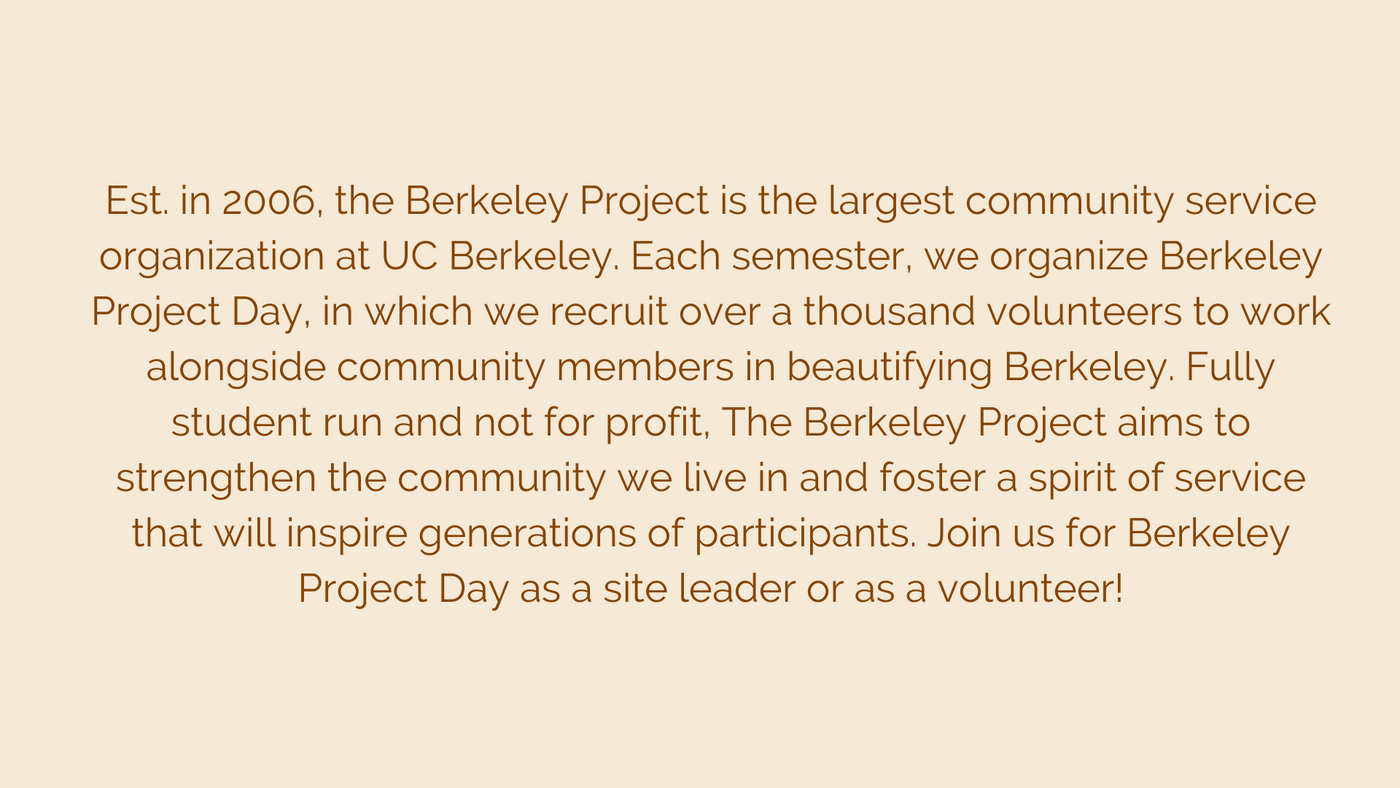 Est. in 2006, the Berkeley Project is the largest community service
organization at UC Berkeley. Each semester, we organize Berkeley
Project Day, in which we recruit over a thousand volunteers to work
alongside community members in beautifying Berkeley. Fully
student run and not for profit, The Berkeley Project aims to
strengthen the community we live in and foster a spirit of service
that will inspire generations of participants. Join us for Berkeley
Project Day as a site leader or as a volunteer!